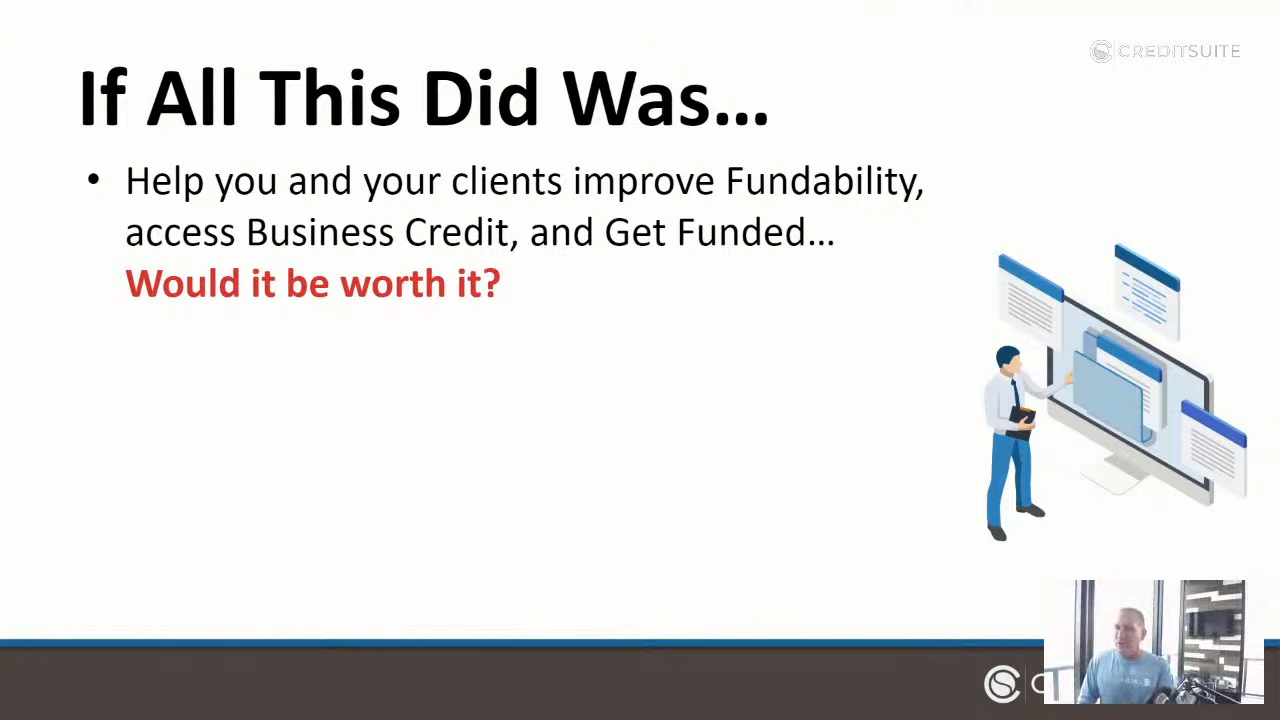 CREDITSUITE
If All This Did Was...
• Help you and your clients improve Fundability,
access Business Credit, and Get Funded...
Would it be worth it?